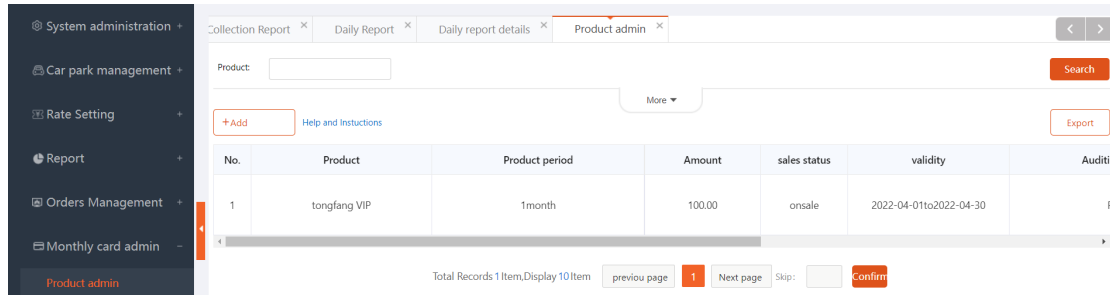 System administration +
Collection Report ×
Daily Report ×
Daily report details ×
Product admin ×
< >
Car park management +
Product:
Search
More ▼
Rate Setting +
+Add
Help and Instuctions
Export
Report +
No.
Product
Product period
Amount
sales status
validity
Auditi
1
tongfang VIP
1month
100.00
onsale
2022-04-01to2022-04-30
Orders Management +
Monthly card admin −
Product admin
Total Records 1 Item,Display 10 Item
previou page
1
Next page
Skip:
Confirm